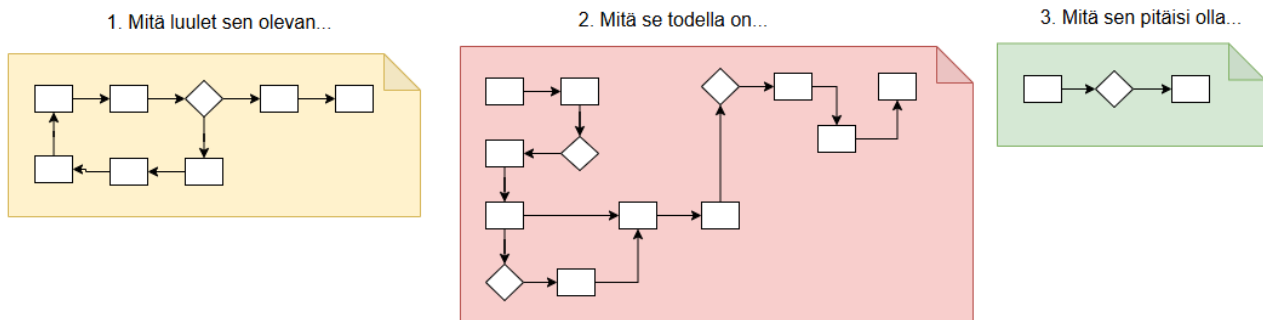 1. Mitä luulet sen olevan...
2. Mitä se todella on...
3. Mitä sen pitäisi olla...